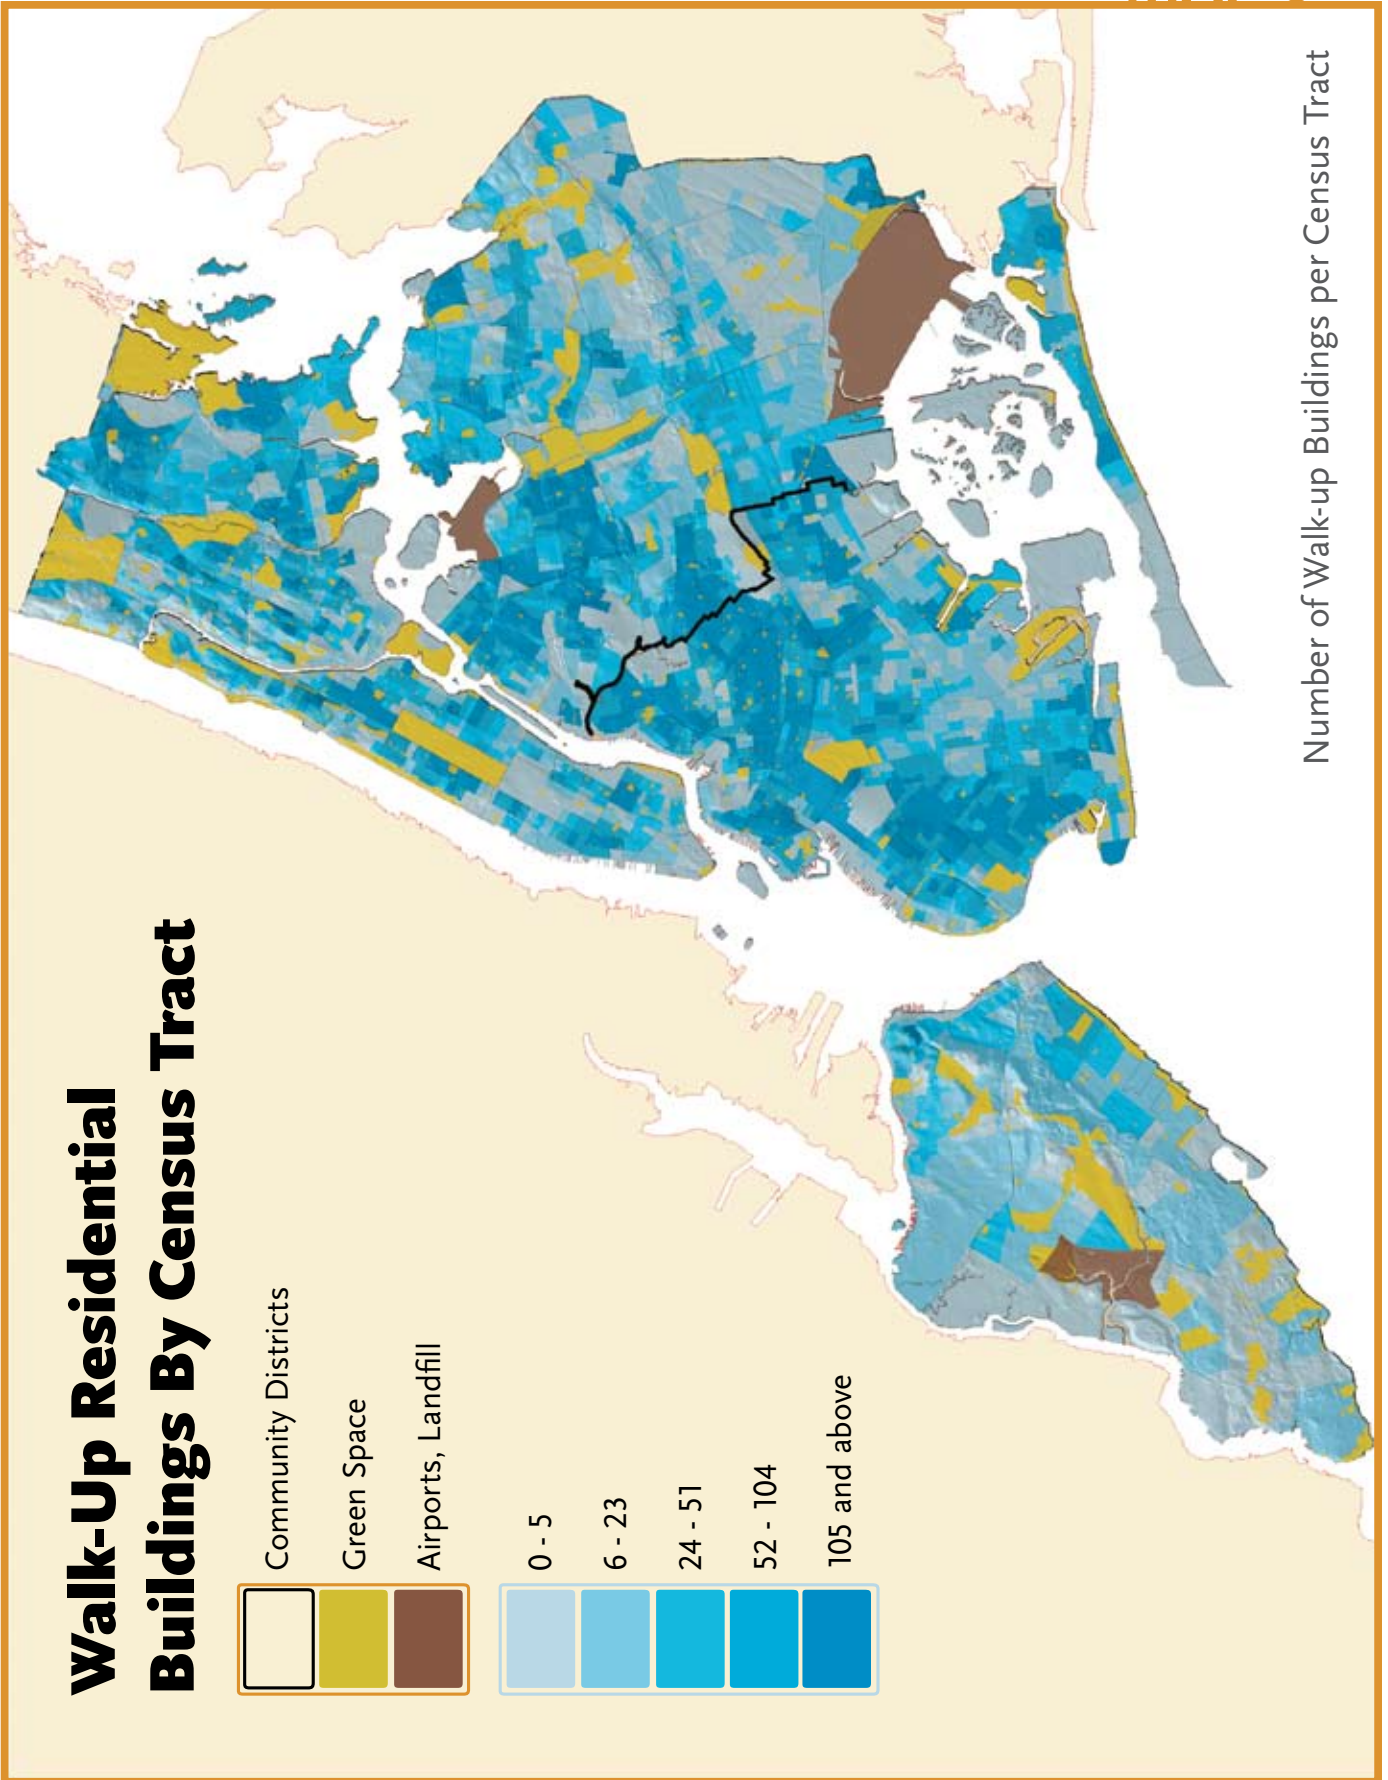 Walk-Up Residential
Buildings By Census Tract
Community Districts
Green Space
Airports, Landfill
0 - 5
6 - 23
24 - 51
52 - 104
105 and above
Number of Walk-up Buildings per Census Tract